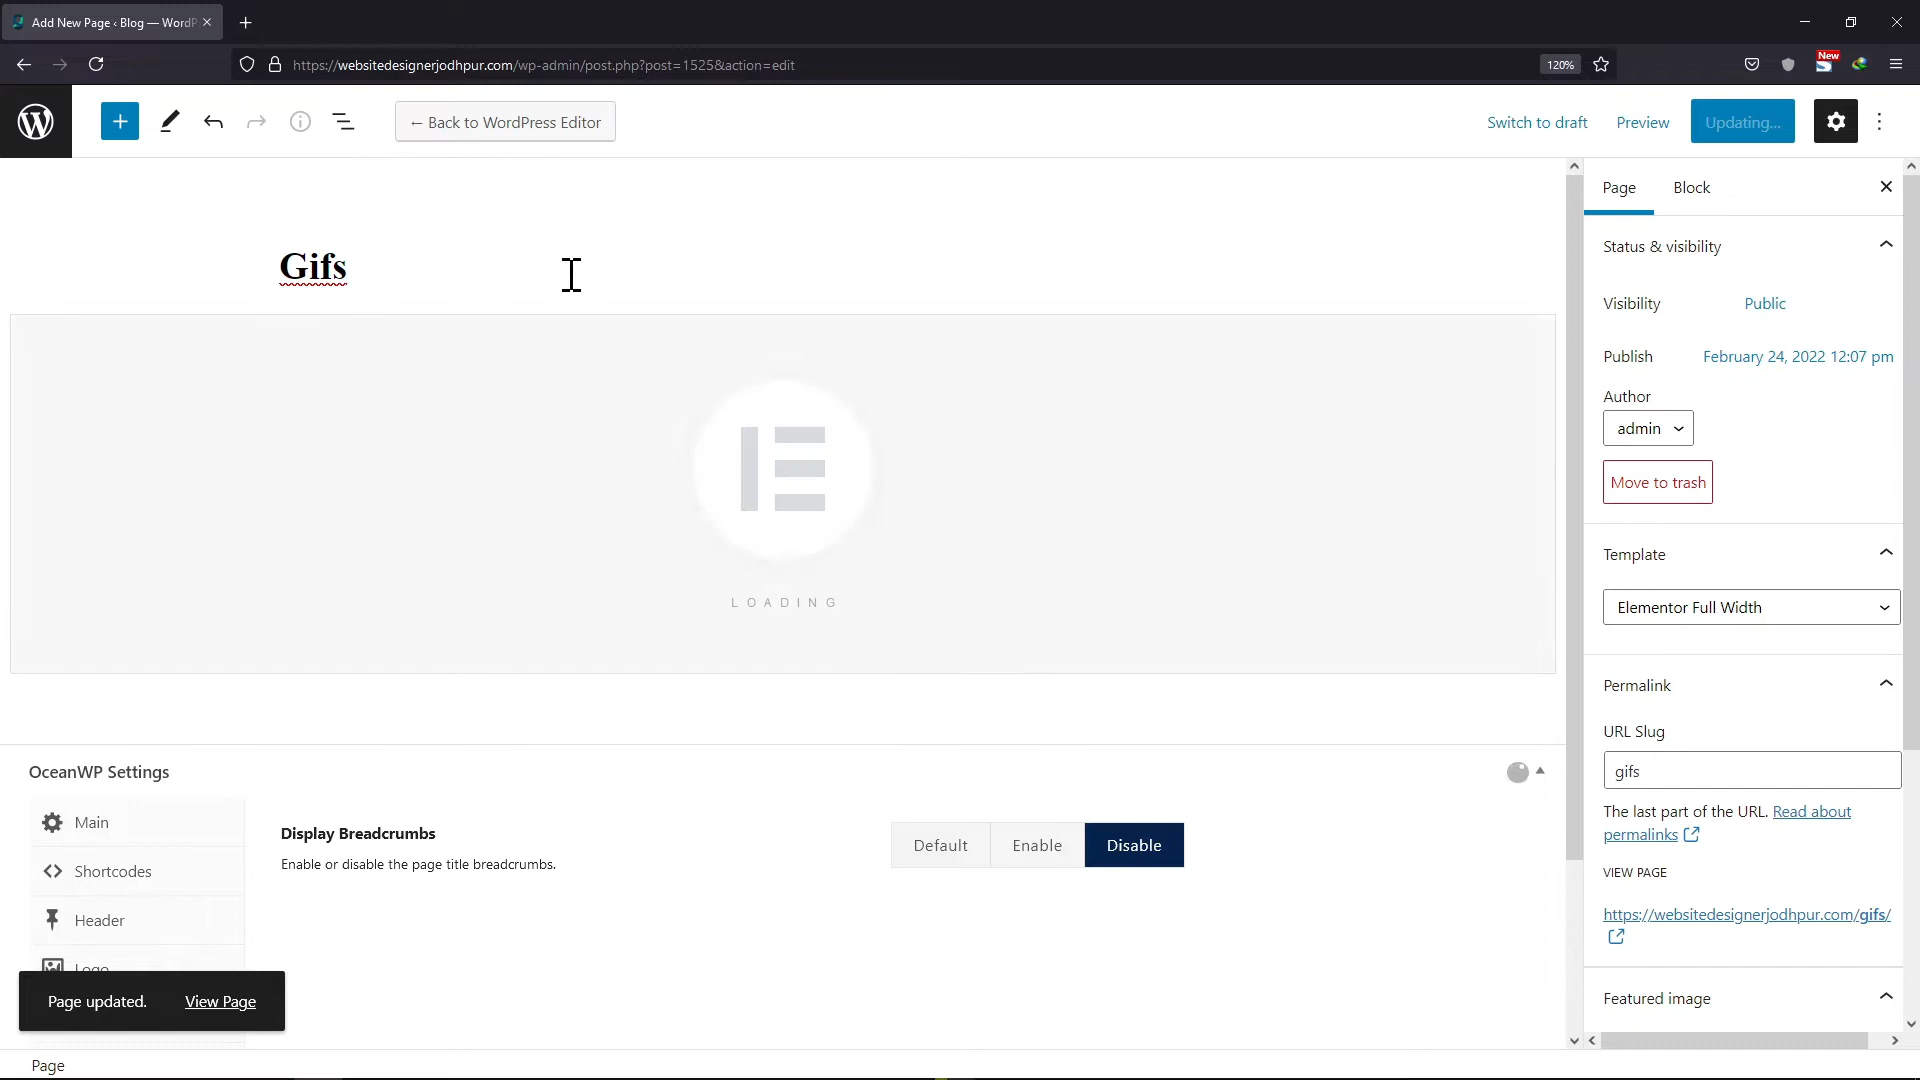 Add New Page ‹ Blog — WordP
https://websitedesignerjodhpur.com/wp-admin/post.php?post=1525&action=edit
120%
New
← Back to WordPress Editor
Switch to draft
Preview
Updating...
Page
Block
Status & visibility
Gifs
Visibility
Public
Publish
February 24, 2022 12:07 pm
Author
admin
Move to trash
Template
LOADING
Elementor Full Width
Permalink
URL Slug
gifs
OceanWP Settings
Main
Display Breadcrumbs
Enable or disable the page title breadcrumbs.
Default
Enable
Disable
The last part of the URL. Read about
permalinks
Shortcodes
VIEW PAGE
Header
https://websitedesignerjodhpur.com/gifs/
Logo
Page updated.
View Page
Featured image
Page